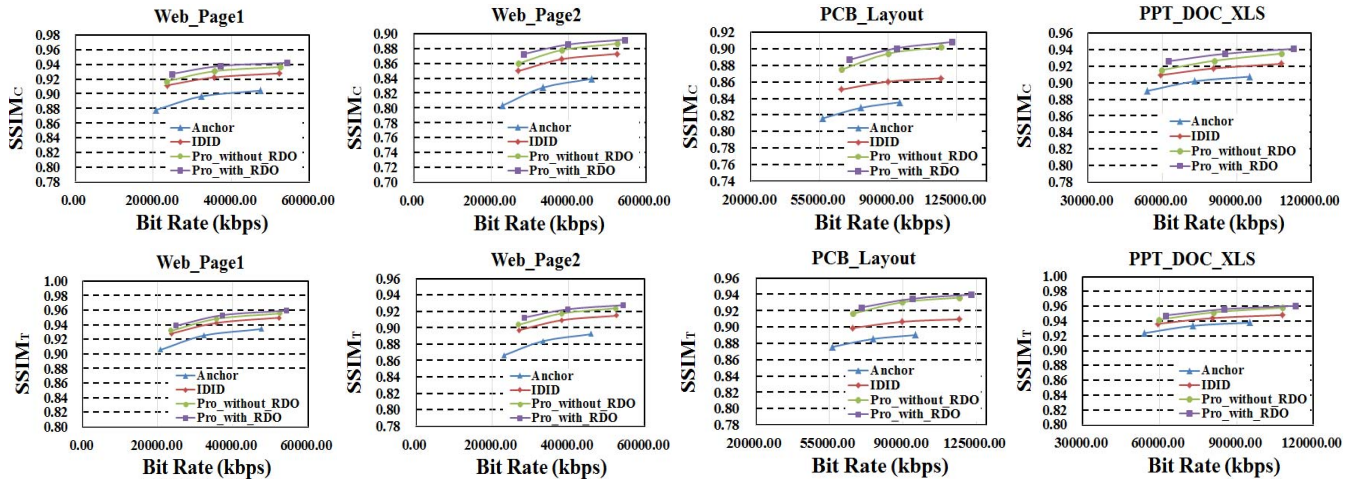 Web_Page1
SSIMC
0.98
0.96
0.94
0.92
0.90
0.88
0.86
0.84
0.82
0.80
0.78
Anchor
IDID
Pro_without_RDO
Pro_with_RDO
0.00 20000.00 40000.00 60000.00
Bit Rate (kbps)
Web_Page2
SSIMC
0.90
0.88
0.86
0.84
0.82
0.80
0.78
0.76
0.74
0.72
0.70
Anchor
IDID
Pro_without_RDO
Pro_with_RDO
0.00 20000.00 40000.00 60000.00
Bit Rate (kbps)
PCB_Layout
SSIMC
0.92
0.90
0.88
0.86
0.84
0.82
0.80
0.78
0.76
0.74
Anchor
IDID
Pro_without_RDO
Pro_with_RDO
20000.00 55000.00 90000.00 125000.00
Bit Rate (kbps)
PPT_DOC_XLS
SSIMC
0.96
0.94
0.92
0.90
0.88
0.86
0.84
0.82
0.80
0.78
Anchor
IDID
Pro_without_RDO
Pro_with_RDO
30000.00 60000.00 90000.00 120000.00
Bit Rate (kbps)
Web_Page1
SSIMT
1.00
0.98
0.96
0.94
0.92
0.90
0.88
0.86
0.84
0.82
0.80
Anchor
IDID
Pro_without_RDO
Pro_with_RDO
0.00 20000.00 40000.00 60000.00
Bit Rate (kbps)
Web_Page2
SSIMT
0.96
0.94
0.92
0.90
0.88
0.86
0.84
0.82
0.80
0.78
Anchor
IDID
Pro_without_RDO
Pro_with_RDO
0.00 20000.00 40000.00 60000.00
Bit Rate (kbps)
PCB_Layout
SSIMT
0.96
0.94
0.92
0.90
0.88
0.86
0.84
0.82
0.80
0.78
Anchor
IDID
Pro_without_RDO
Pro_with_RDO
20000.00 55000.00 90000.00 125000.00
Bit Rate (kbps)
PPT_DOC_XLS
SSIMT
1.00
0.98
0.96
0.94
0.92
0.90
0.88
0.86
0.84
0.82
0.80
Anchor
IDID
Pro_without_RDO
Pro_with_RDO
30000.00 60000.00 90000.00 120000.00
Bit Rate (kbps)